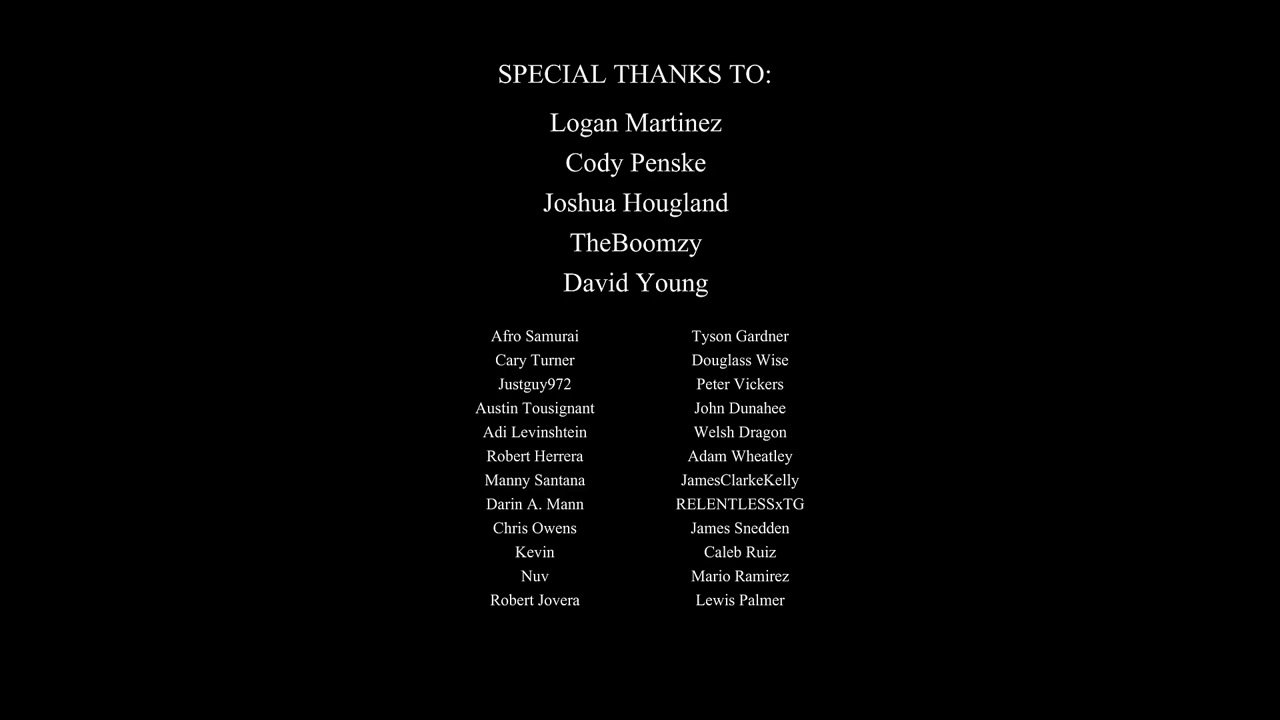 SPECIAL THANKS TO:
Logan Martinez
Cody Penske
Joshua Hougland
TheBoomzy
David Young
Afro Samurai
Cary Turner
Justguy972
Austin Tousignant
Adi Levinshtein
Robert Herrera
Manny Santana
Darin A. Mann
Chris Owens
Kevin
Nuv
Robert Jovera
Tyson Gardner
Douglass Wise
Peter Vickers
John Dunahee
Welsh Dragon
Adam Wheatley
JamesClarkeKelly
RELENTLESSxTG
James Snedden
Caleb Ruiz
Mario Ramirez
Lewis Palmer